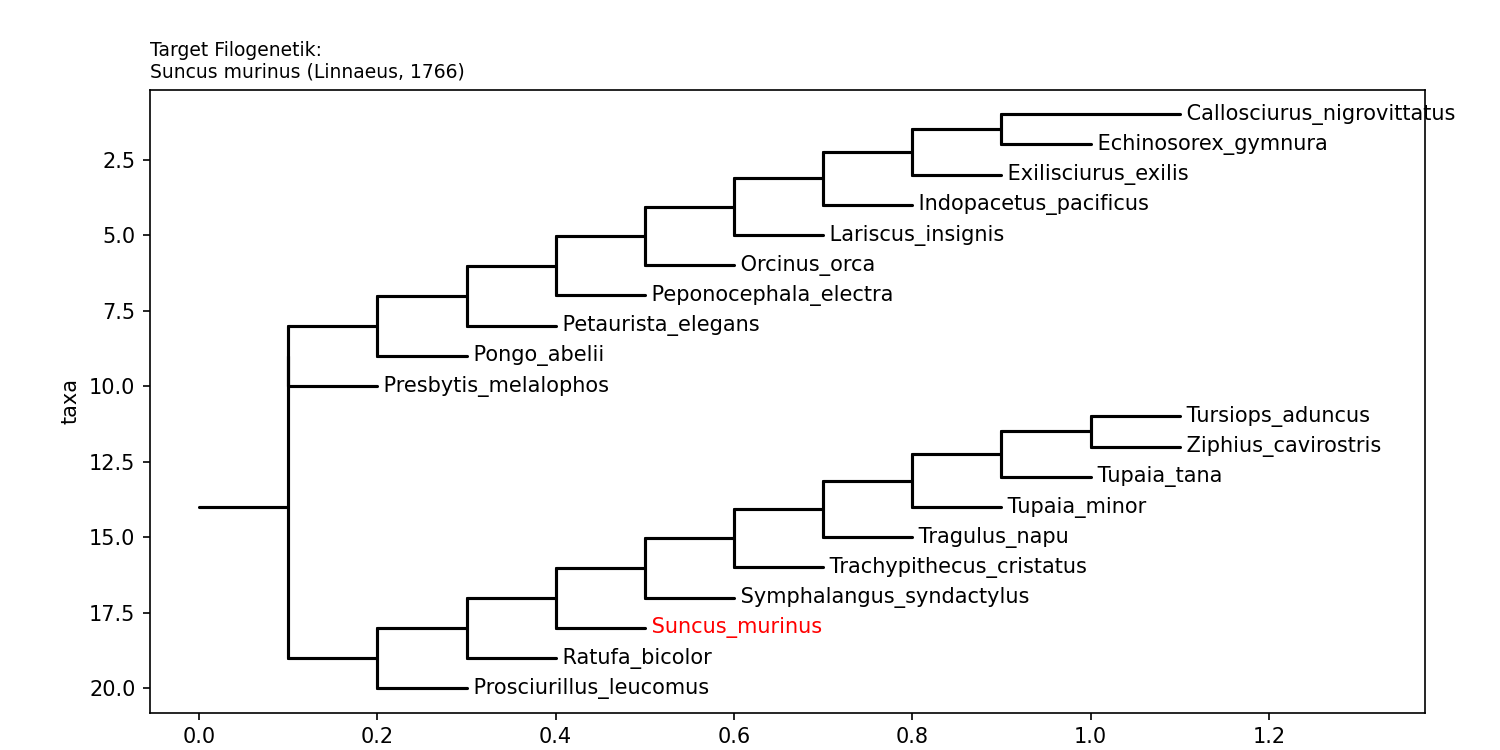 Target Filogenetik:
Suncus murinus (Linnaeus, 1766)
Callosciurus_nigrovittatus
Echinosorex_gymnura
2.5
Exilisciurus_exilis
Indopacetus_pacificus
5.0
Lariscus_insignis
Orcinus_orca
Peponocephala_electra
7.5
Petaurista_elegans
Pongo_abelii
taxa
10.0
Presbytis_melalophos
Tursiops_aduncus
Ziphius_cavirostris
12.5
Tupaia_tana
Tupaia_minor
15.0
Tragulus_napu
Trachypithecus_cristatus
Symphalangus_syndactylus
17.5
Suncus_murinus
Ratufa_bicolor
20.0
Prosciurillus_leucomus
0.0 0.2 0.4 0.6 0.8 1.0 1.2